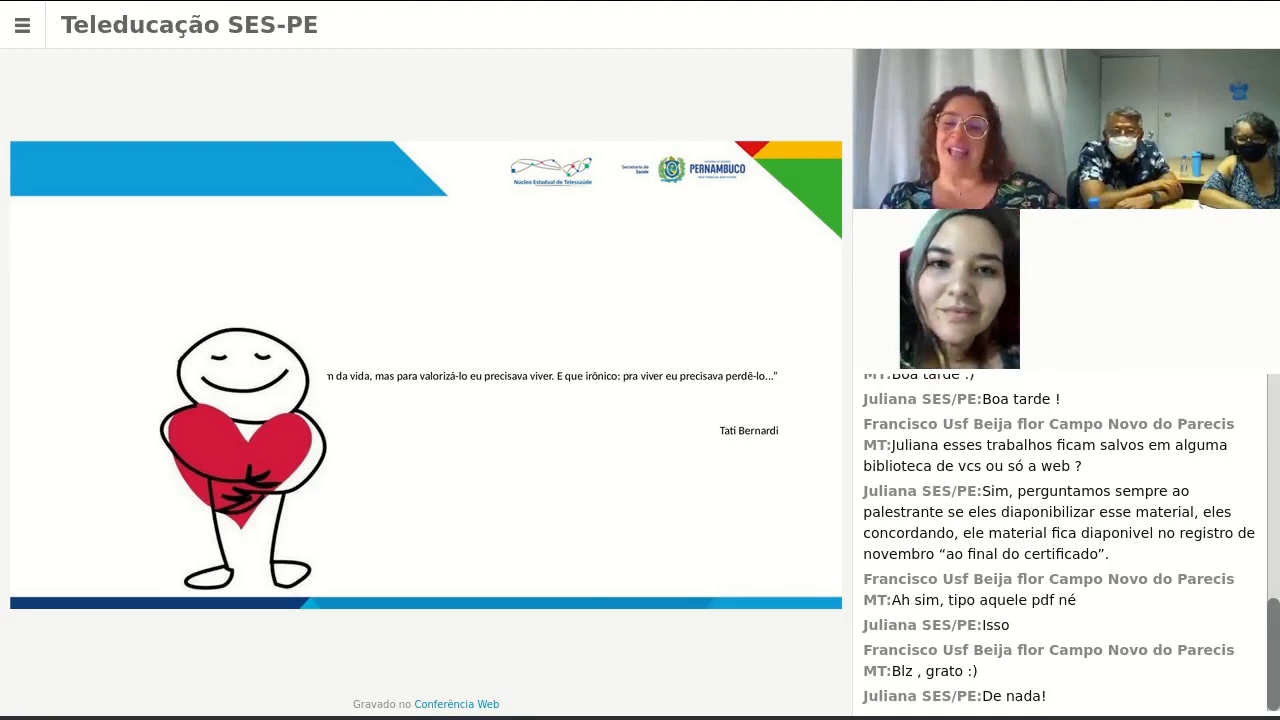 Teleducação SES-PE
Núcleo Estadual de Telessaúde
Secretaria de
Saúde
PERNAMBUCO
m da vida, mas para valorizá-lo eu precisava viver. E que irônico: pra viver eu precisava perdê-lo..."
Tati Bernardi
Gravado no Conferência Web
MT:Boa tarde :)
Juliana SES/PE:Boa tarde !
Francisco Usf Beija flor Campo Novo do Parecis
MT:Juliana esses trabalhos ficam salvos em alguma
biblioteca de vcs ou só a web ?
Juliana SES/PE:Sim, perguntamos sempre ao
palestrante se eles diaponibilizar esse material, eles
concordando, ele material fica diaponivel no registro de
novembro “ao final do certificado”.
Francisco Usf Beija flor Campo Novo do Parecis
MT:Ah sim, tipo aquele pdf né
Juliana SES/PE:Isso
Francisco Usf Beija flor Campo Novo do Parecis
MT:Blz , grato :)
Juliana SES/PE:De nada!